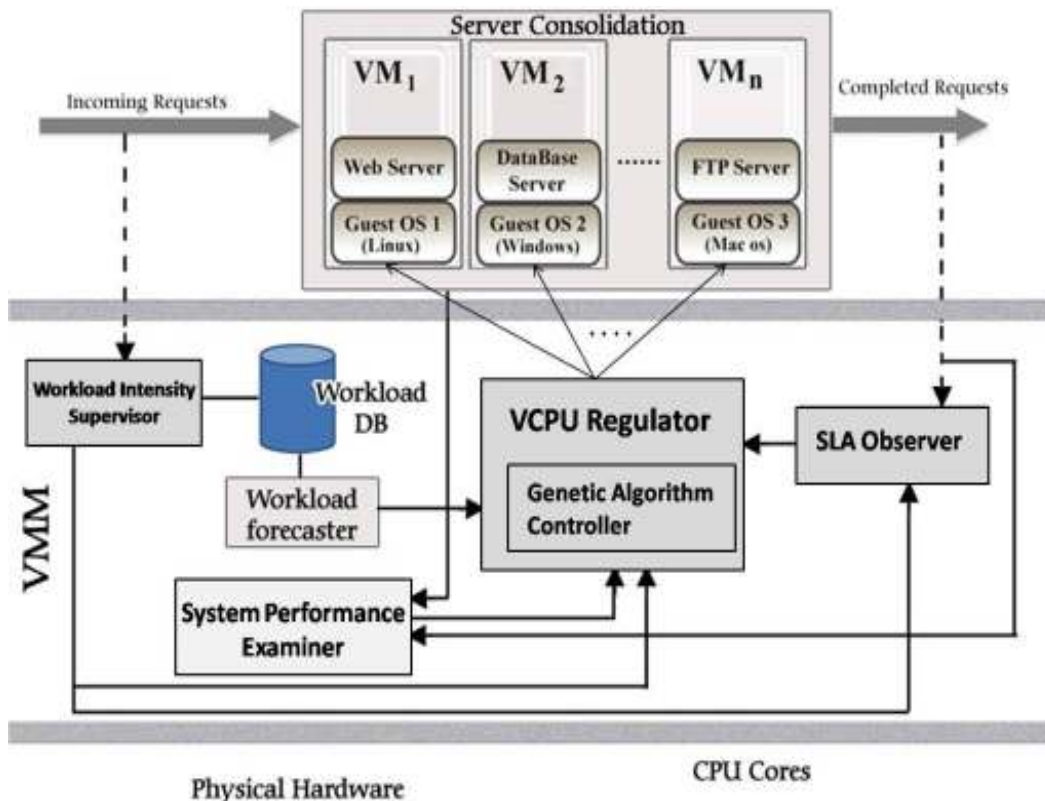 Server Consolidation
VM1
VM2
VMn
Incoming Requests
Completed Requests
Web Server
DataBase
Server
......
FTP Server
Guest OS 1
(Linux)
Guest OS 2
(Windows)
Guest OS 3
(Mac os)
....
Workload Intensity
Supervisor
Workload
DB
VCPU Regulator
SLA Observer
Genetic Algorithm
Controller
Workload
forecaster
VMM
System Performance
Examiner
Physical Hardware
CPU Cores